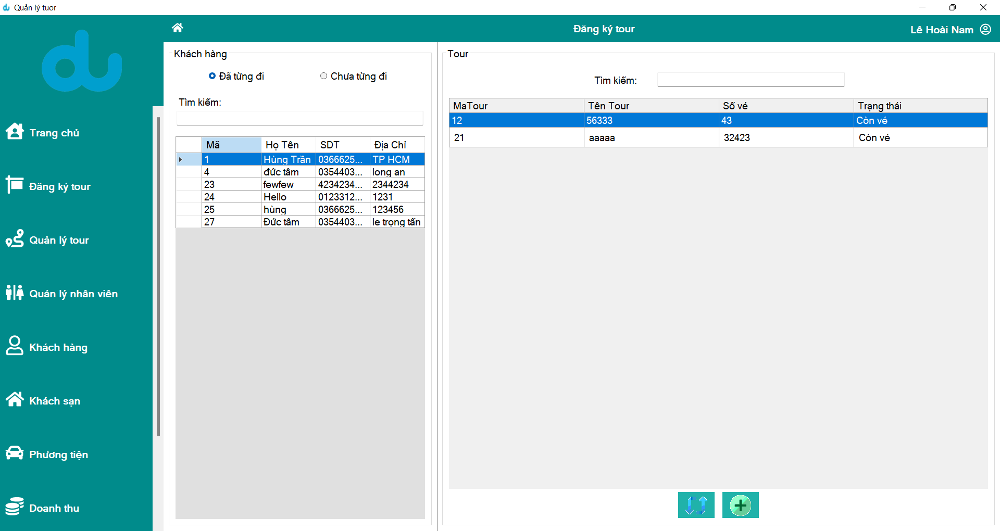 Quản lý tuor
Đăng ký tour
Lê Hoài Nam
Trang chủ
Đăng ký tour
Quản lý tour
Quản lý nhân viên
Khách hàng
Khách sạn
Phương tiện
Doanh thu
Khách hàng
Đã từng đi
Chưa từng đi
Tìm kiếm:
Mã Họ Tên SDT Địa Chỉ
1 Hùng Trần 0366625... TP HCM
4 đức tâm 0354403... long an
23 fewfew 4234234... 2344234
24 Hello 0123312... 1231
25 hùng 0366625... 123456
27 Đức tâm 0354403... le trọng tấn
Tour
Tìm kiếm:
MaTour Tên Tour Số vé Trạng thái
12 56333 43 Còn vé
21 aaaaa 32423 Còn vé